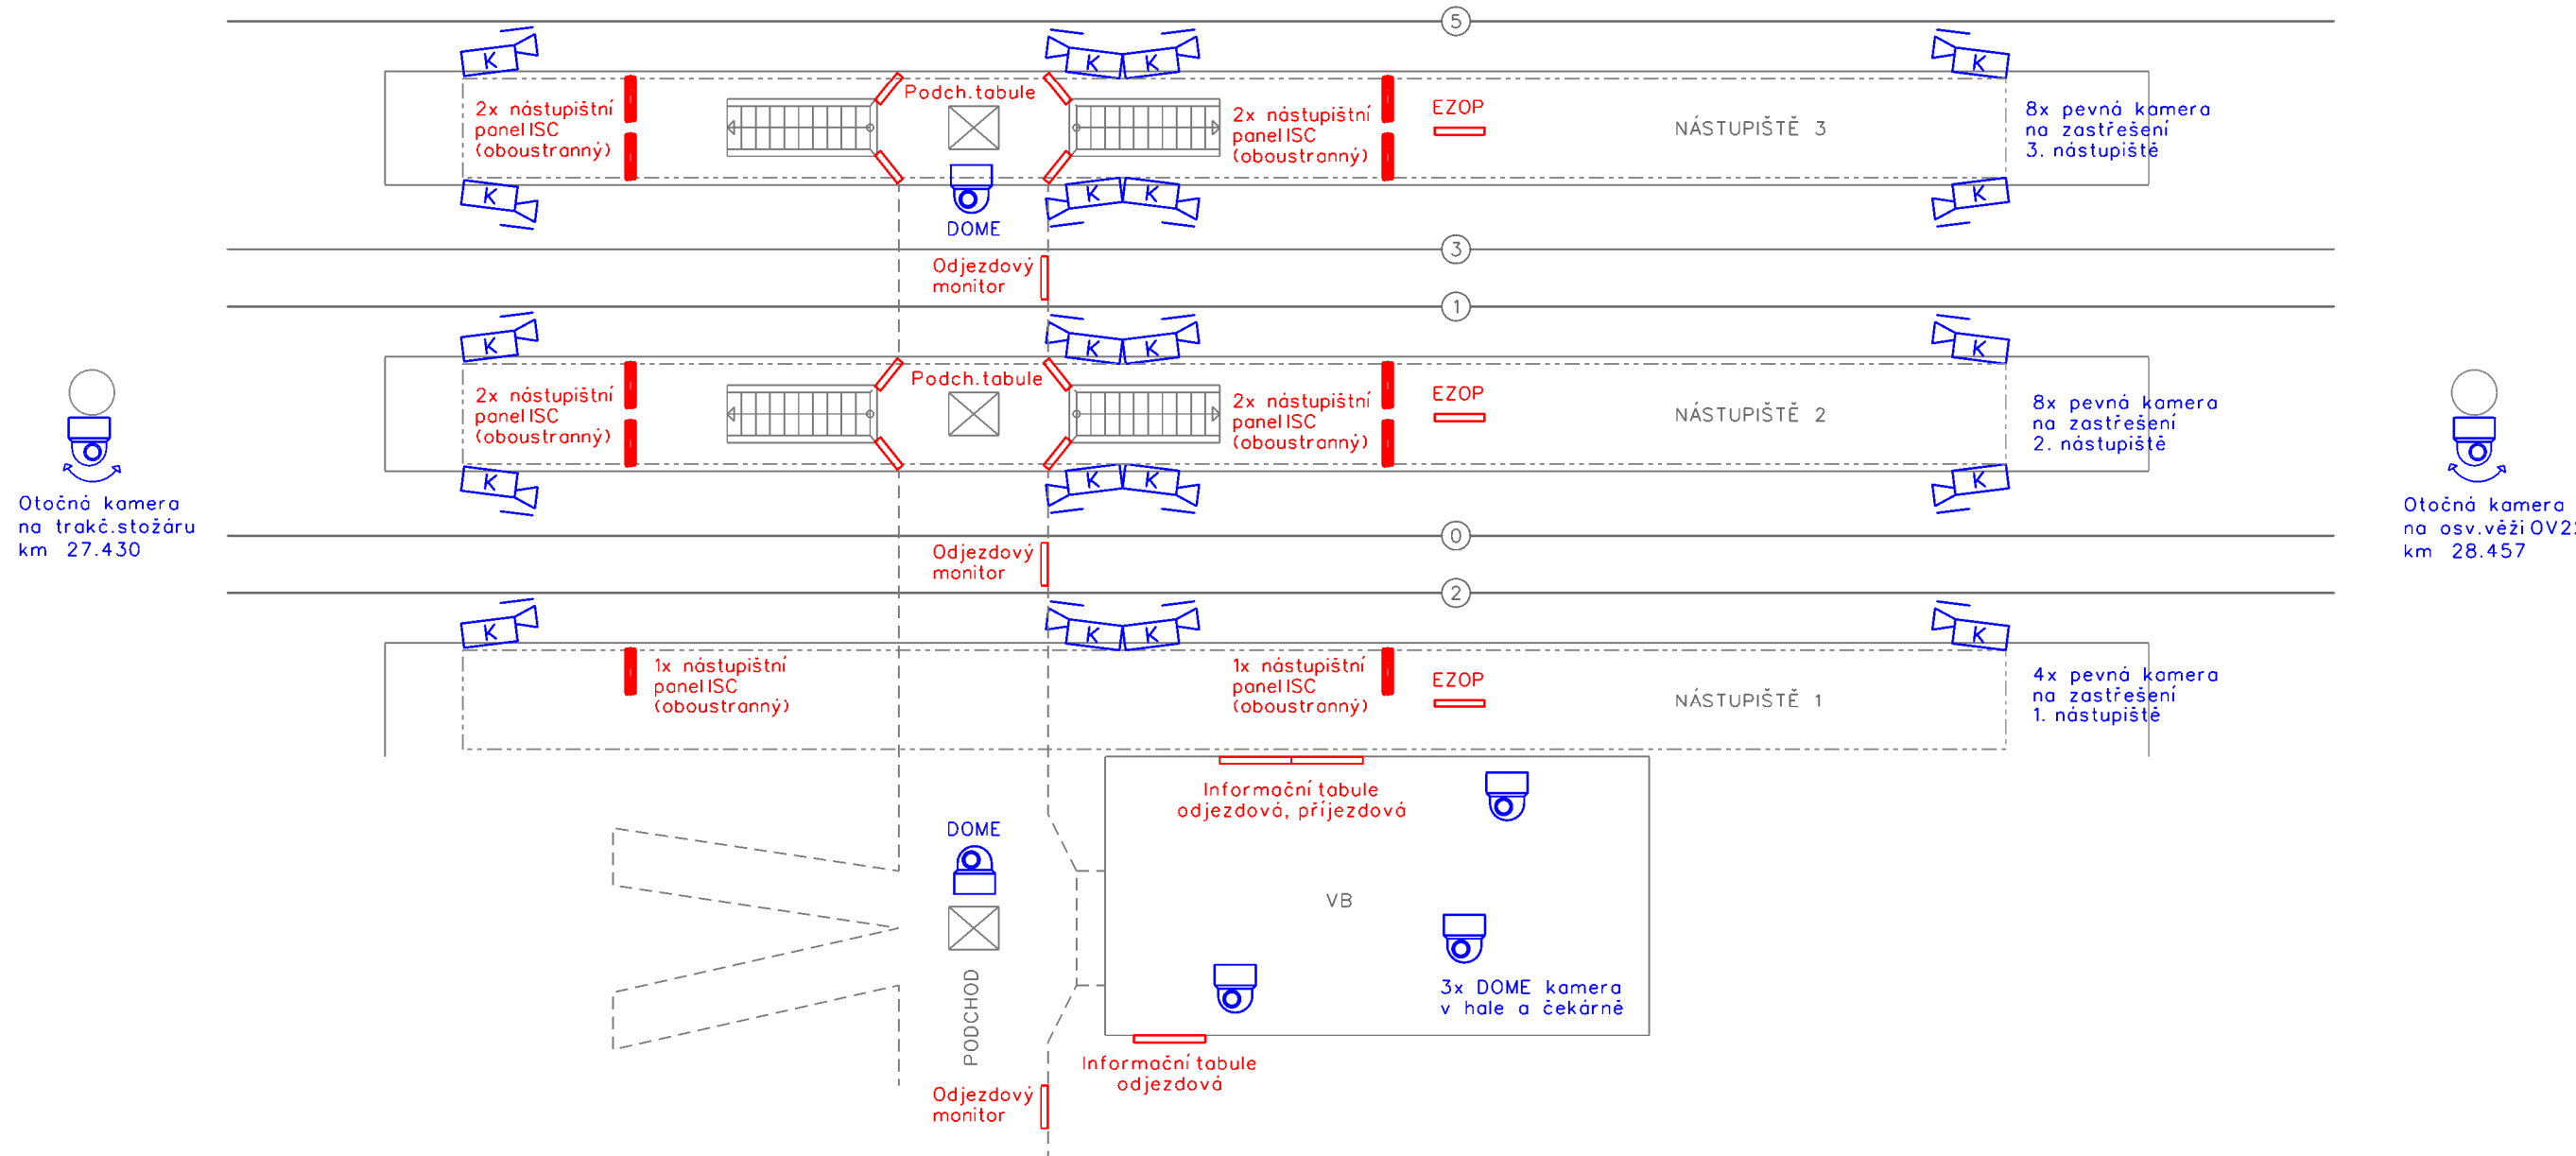 5
K
K
K
K
2x nástupištní
panel ISC
(oboustranný)
Podch.tabule
2x nástupištní
panel ISC
(oboustranný)
EZOP
NÁSTUPIŠTĚ 3
8x pevná kamera
na zastřešení
3. nástupiště
K
K
K
K
DOME
3
Odjezdový
monitor
1
K
K
K
K
2x nástupištní
panel ISC
(oboustranný)
Podch.tabule
2x nástupištní
panel ISC
(oboustranný)
EZOP
NÁSTUPIŠTĚ 2
8x pevná kamera
na zastřešení
2. nástupiště
K
K
K
K
Otočná kamera
na trakč.stožáru
km 27.430
Otočná kamera
na osv.věži
km 28.457
0
Odjezdový
monitor
2
K
K
K
K
1x nástupištní
panel ISC
(oboustranný)
1x nástupištní
panel ISC
(oboustranný)
EZOP
NÁSTUPIŠTĚ 1
4x pevná kamera
na zastřešení
1. nástupiště
Informační tabule
odjezdová, příjezdová
DOME
VB
PODCHOD
3x DOME kamera
v hale a čekárně
Informační tabule
odjezdová
Odjezdový
monitor